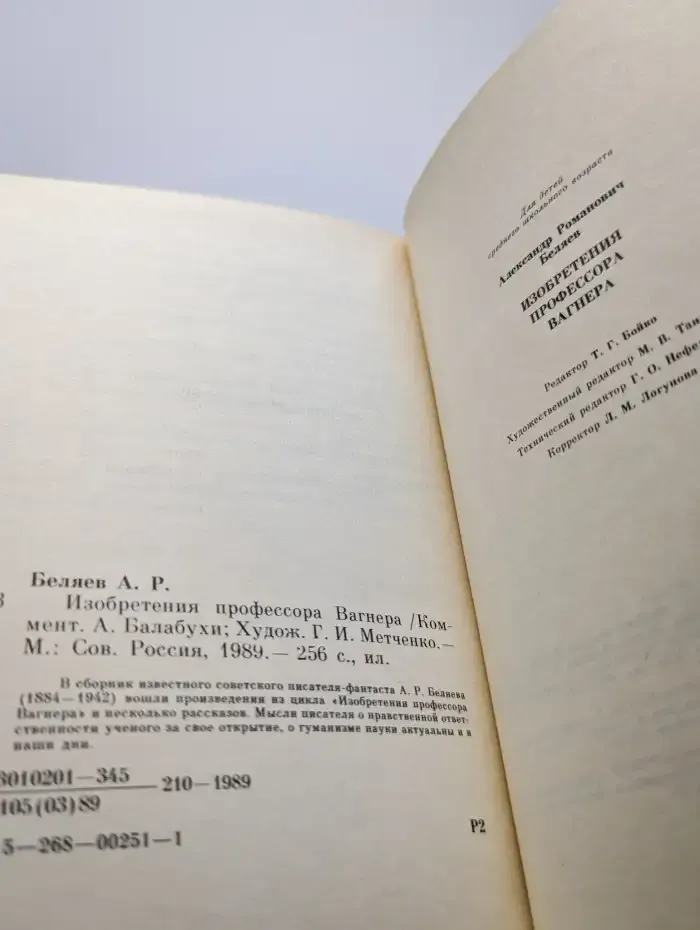 Беляев А. Р.
Изобретения профессора Вагнера /Ком-
мент. А. Балабухи; Худож. Г. И. Метченко.—
М.: Сов. Россия, 1989.— 256 с., ил.
В сборник известного советского писателя-фантаста А. Р. Беляева
(1884—1942) вошли произведения из цикла «Изобретения профессора
Вагнера» и несколько рассказов. Мысли писателя о нравственной ответ-
ственности ученого за свое открытие, о гуманизме науки актуальны и в
наши дни.
3010201—345
210—1989
105(03)89
Р2
5—268—00251—1
Для детей
среднего школьного возраста
Александр Романович
Беляев
ИЗОБРЕТЕНИЯ
ПРОФЕССОРА
ВАГНЕРА
Редактор Т. Г. Бойко
Художественный редактор М. В.
Технический редактор Г. О.
Корректор Л. М. Логунова